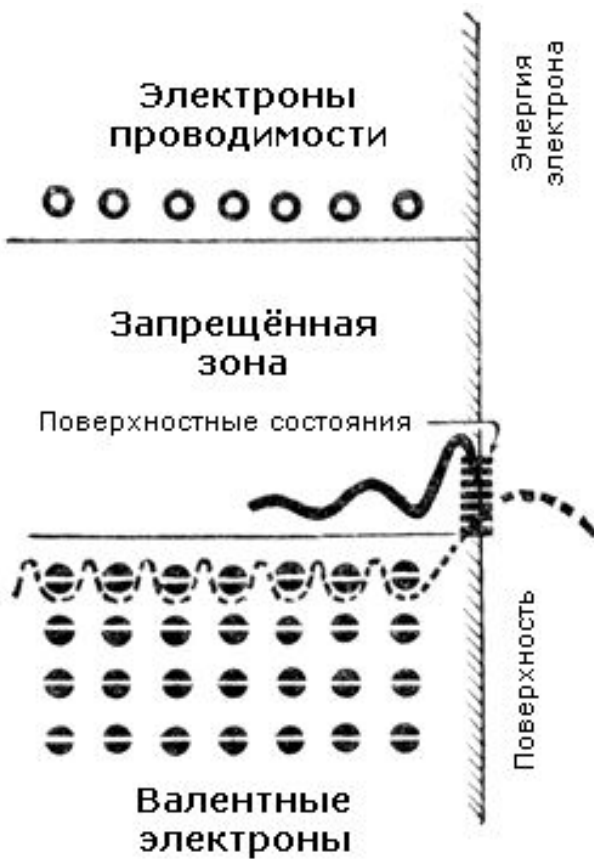 Электроны
проводимости
Энергия
электрона
Запрещённая
зона
Поверхностные состояния
Поверхность
Валентные
электроны